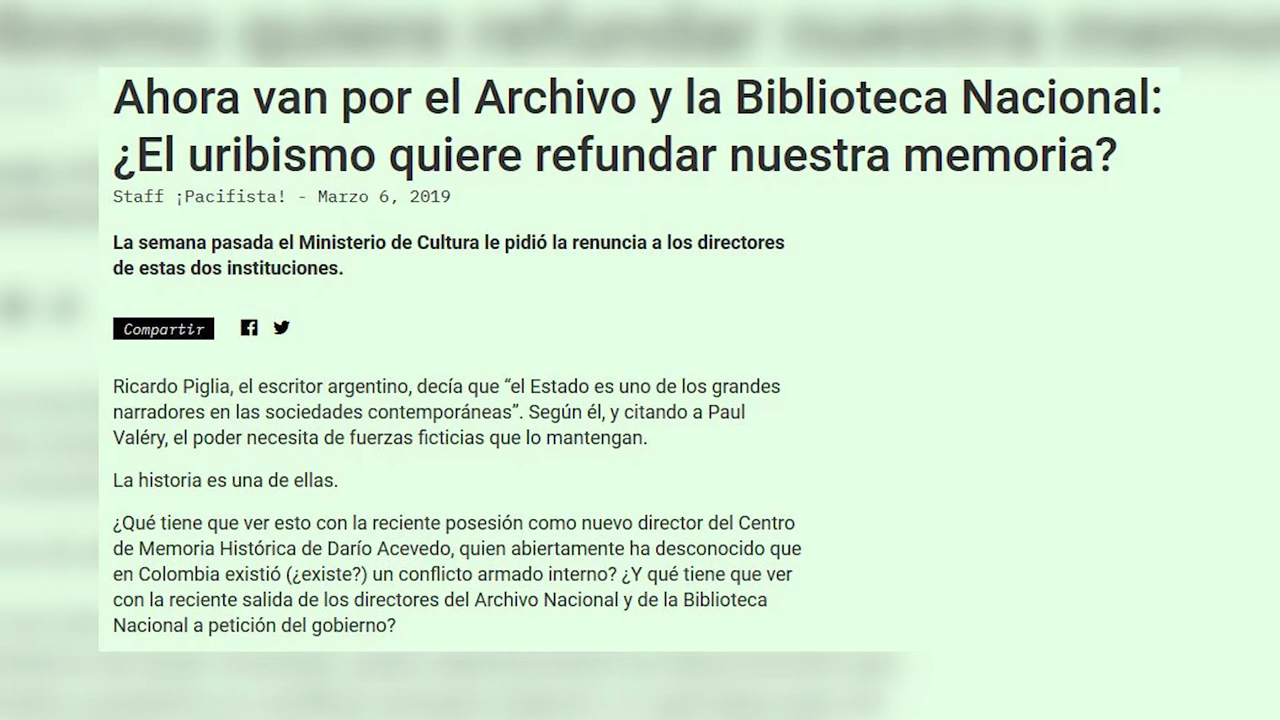 Ahora van por el Archivo y la Biblioteca Nacional:
¿El uribismo quiere refundar nuestra memoria?
Staff ¡Pacifista! - Marzo 6, 2019
La semana pasada el Ministerio de Cultura le pidió la renuncia a los directores
de estas dos instituciones.
Compartir
Ricardo Piglia, el escritor argentino, decía que “el Estado es uno de los grandes
narradores en las sociedades contemporáneas”. Según él, y citando a Paul
Valéry, el poder necesita de fuerzas ficticias que lo mantengan.
La historia es una de ellas.
¿Qué tiene que ver esto con la reciente posesión como nuevo director del Centro
de Memoria Histórica de Darío Acevedo, quien abiertamente ha desconocido que
en Colombia existió (¿existe?) un conflicto armado interno? ¿Y qué tiene que ver
con la reciente salida de los directores del Archivo Nacional y de la Biblioteca
Nacional a petición del gobierno?